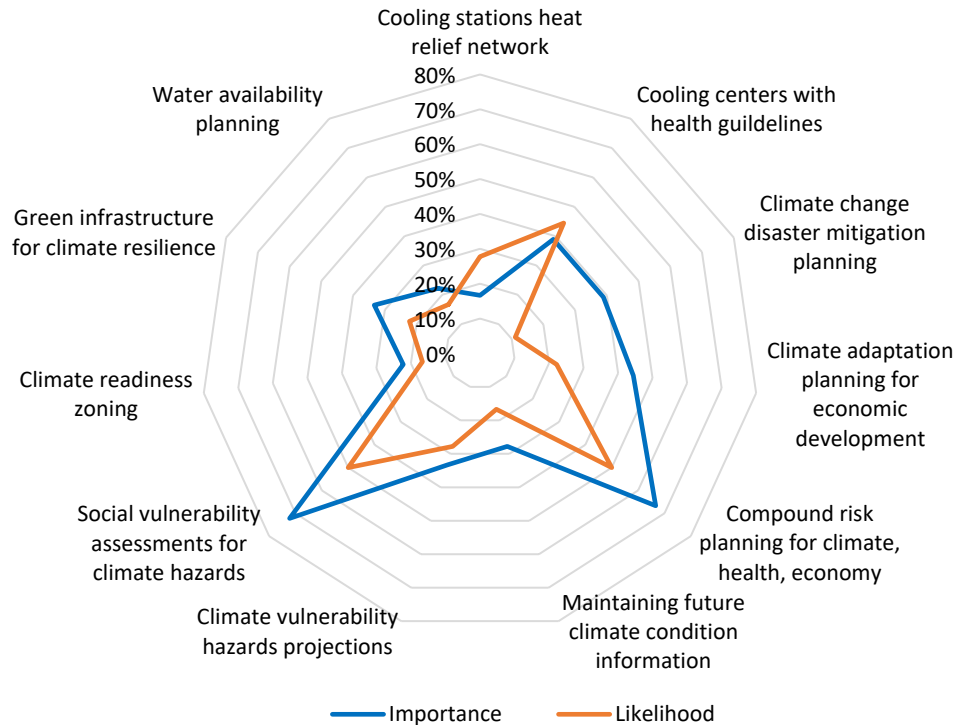 Cooling stations heat
relief network
80%
70%
60%
50%
40%
30%
20%
10%
0%
Cooling centers with
health guildelines
Climate change
disaster mitigation
planning
Climate adaptation
planning for
economic
development
Compound risk
planning for climate,
health, economy
Maintaining future
climate condition
information
Climate vulnerability
hazards projections
Social vulnerability
assessments for
climate hazards
Climate readiness
zoning
Green infrastructure
for climate resilience
Water availability
planning
Importance
Likelihood